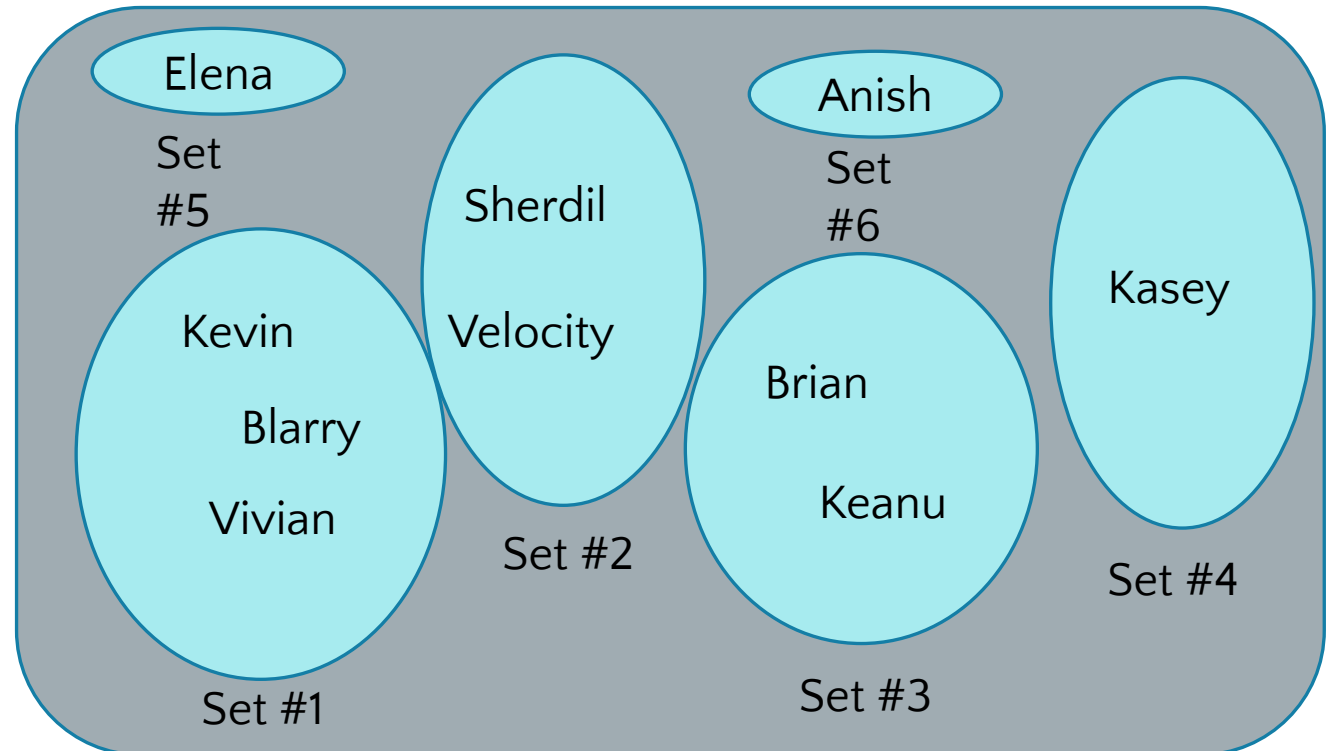 Elena
Set
#5
Kevin
Blarry
Vivian
Set #1
Sherdil
Velocity
Set #2
Anish
Set
#6
Brian
Keanu
Set #3
Kasey
Set #4